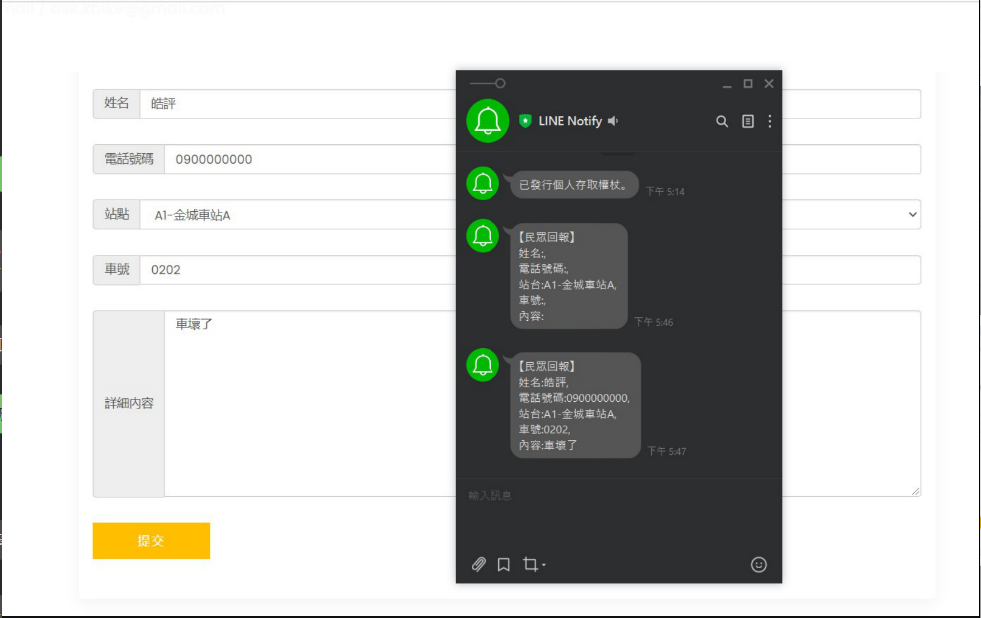 姓名 皓評
電話號碼 0900000000
站點 A1-金城車站A
車號 0202
詳細內容 車壞了
提交
LINE Notify
已發行個人存取權杖。
下午 5:14
【民眾回報】
姓名:,
電話號碼:,
站台:A1-金城車站A,
車號:,
內容:
下午 5:46
【民眾回報】
姓名:皓評,
電話號碼:0900000000,
站台:A1-金城車站A,
車號:0202,
內容:車壞了
下午 5:47
輸入訊息